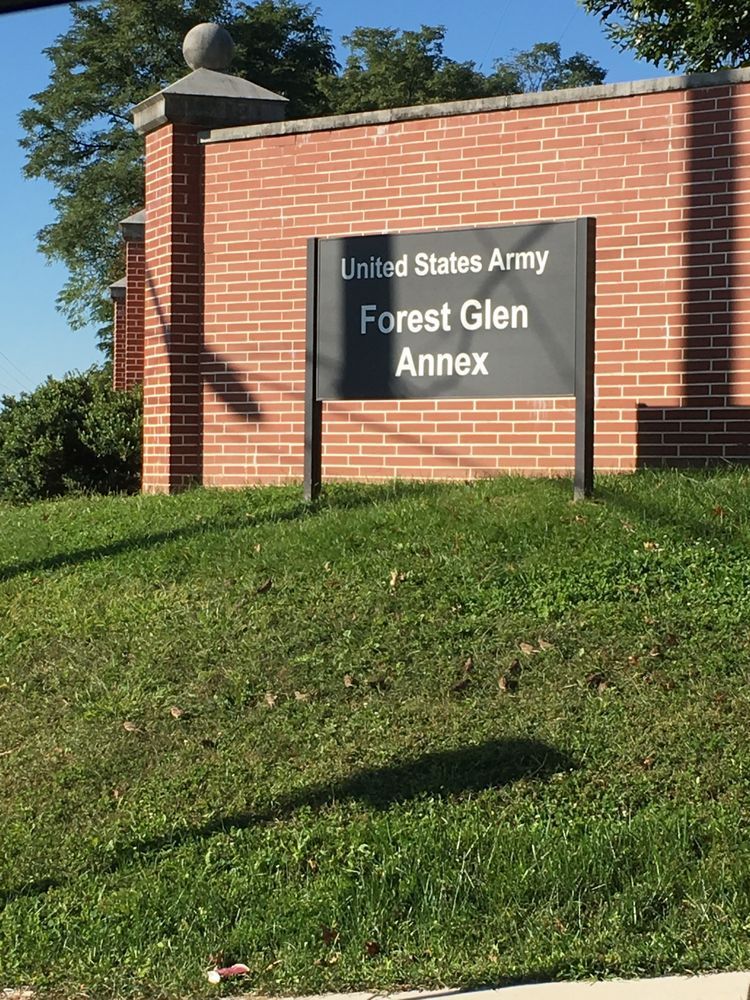 United States Army
Forest Glen
Annex